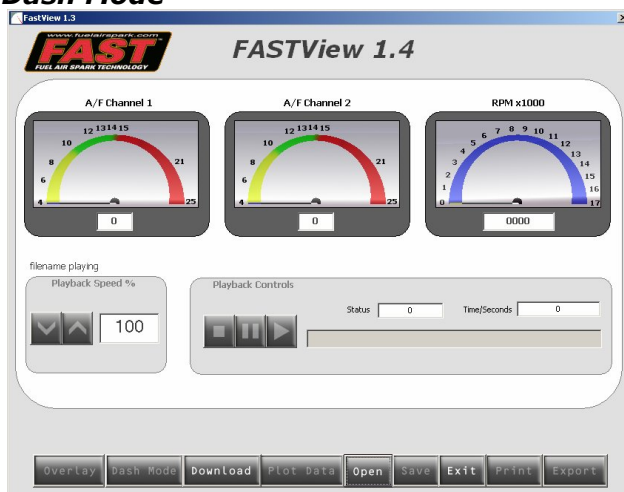 Dash Mode
FastView 1.3
www.fuelairspark.com
FAST
FUEL AIR SPARK TECHNOLOGY
FASTView 1.4
A/F Channel 1
A/F Channel 2
RPM x1000
4 6 8 10 12 13 14 15 21 25
4 6 8 10 12 13 14 15 21 25
0 1 2 3 4 5 6 7 8 9 10 11 12 13 14 15 16 17
0
0
0000
filename playing
Playback Speed %
100
Playback Controls
Status 0 Time/Seconds 0
Overlay Dash Mode Download Plot Data Open Save Exit Print Export